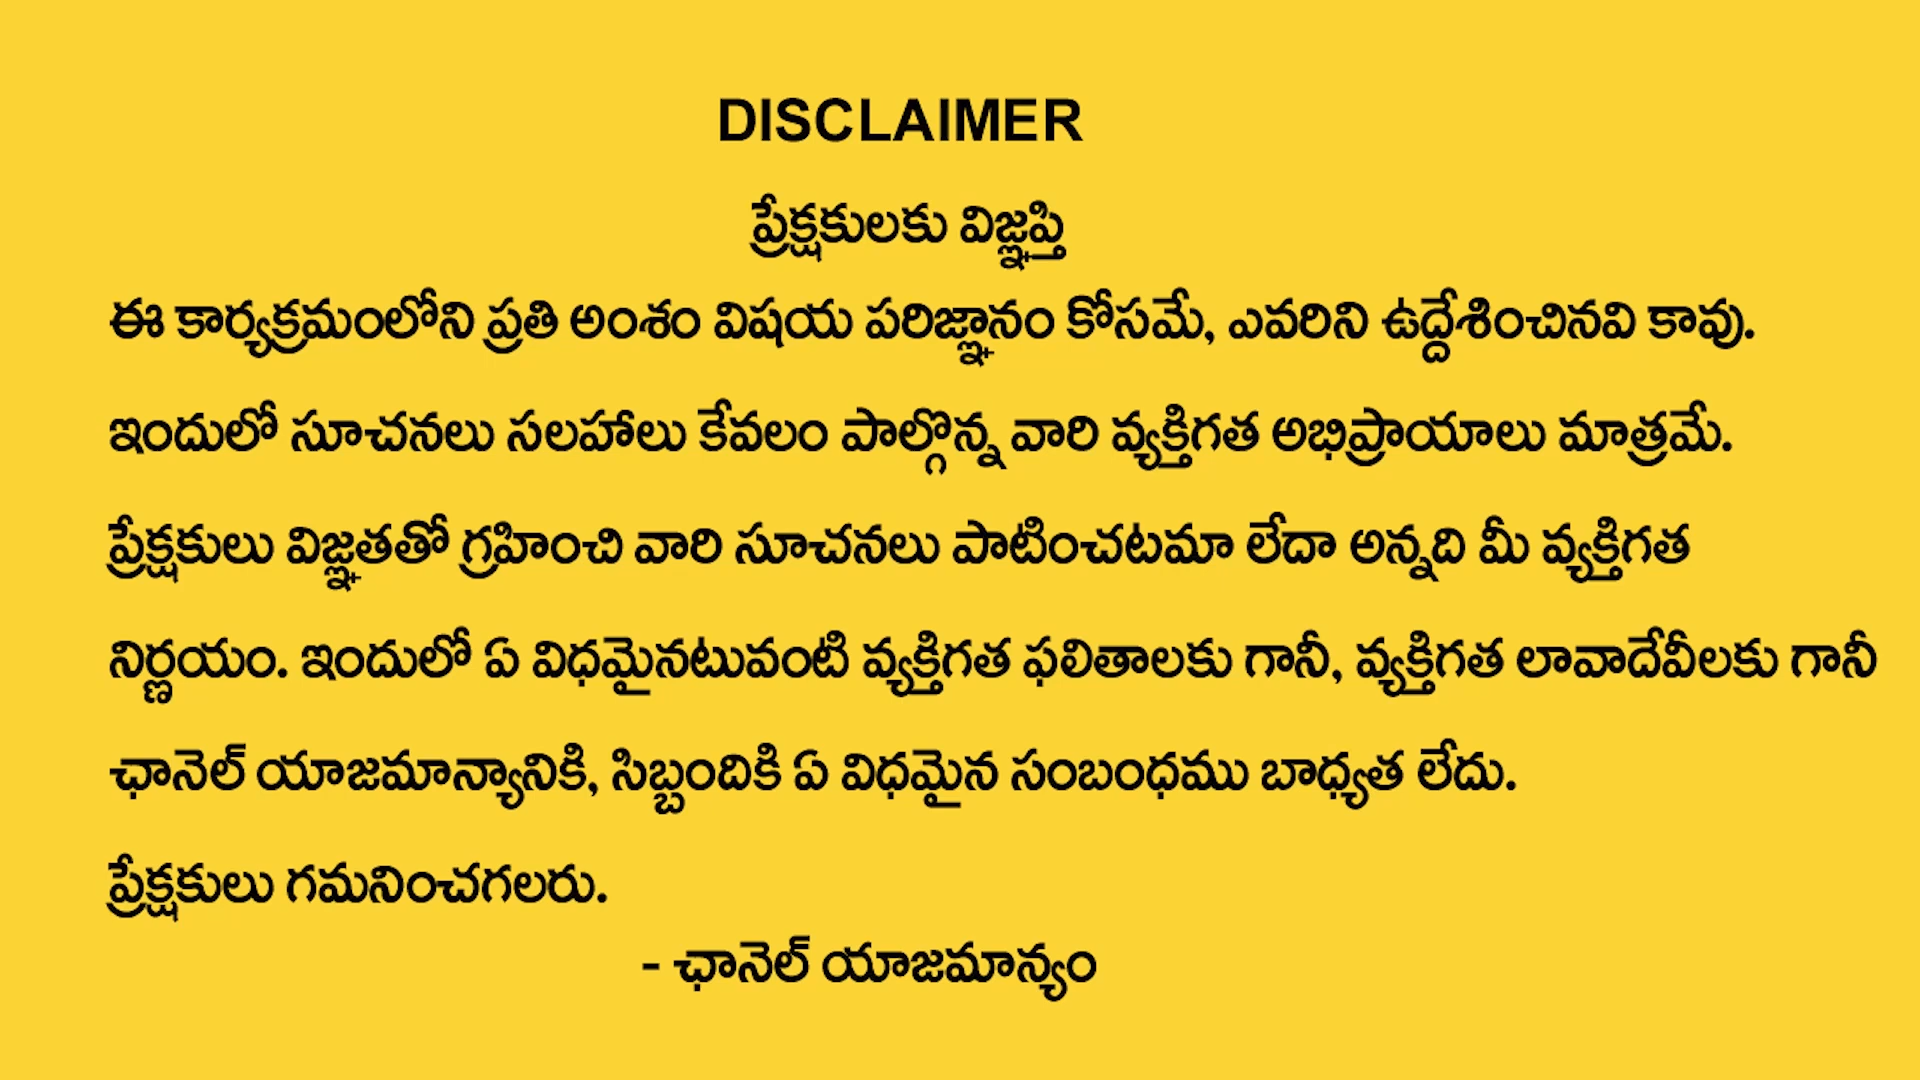 DISCLAIMER
ప్రేక్షకులకు విజ్ఞప్తి
ఈ కార్యక్రమంలోని ప్రతి అంశం విషయ పరిజ్ఞానం కోసమే, ఎవరిని ఉద్దేశించినవి కావు.
ఇందులో సూచనలు సలహాలు కేవలం పాల్గొన్న వారి వ్యక్తిగత అభిప్రాయాలు మాత్రమే.
ప్రేక్షకులు విజ్ఞతతో గ్రహించి వారి సూచనలు పాటించటమా లేదా అన్నది మీ వ్యక్తిగత
నిర్ణయం. ఇందులో ఏ విధమైనటువంటి వ్యక్తిగత ఫలితాలకు గానీ, వ్యక్తిగత లావాదేవీలకు గానీ
ఛానెల్ యాజమాన్యానికి, సిబ్బందికి ఏ విధమైన సంబంధము బాధ్యత లేదు.
ప్రేక్షకులు గమనించగలరు.
- ఛానెల్ యాజమాన్యం